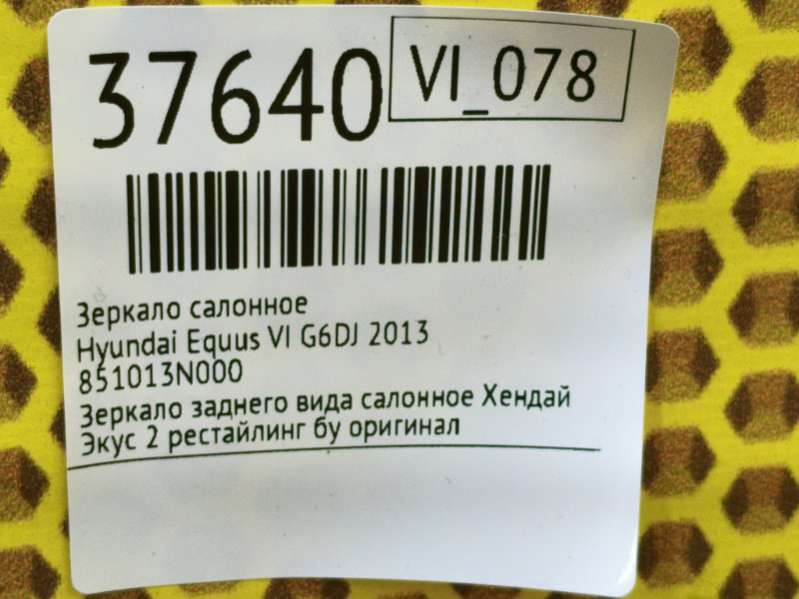 37640
VI_078
Зеркало салонное
Hyundai Equus VI G6DJ 2013
851013N000
Зеркало заднего вида салонное Хендай
Экус 2 рестайлинг бу оригинал